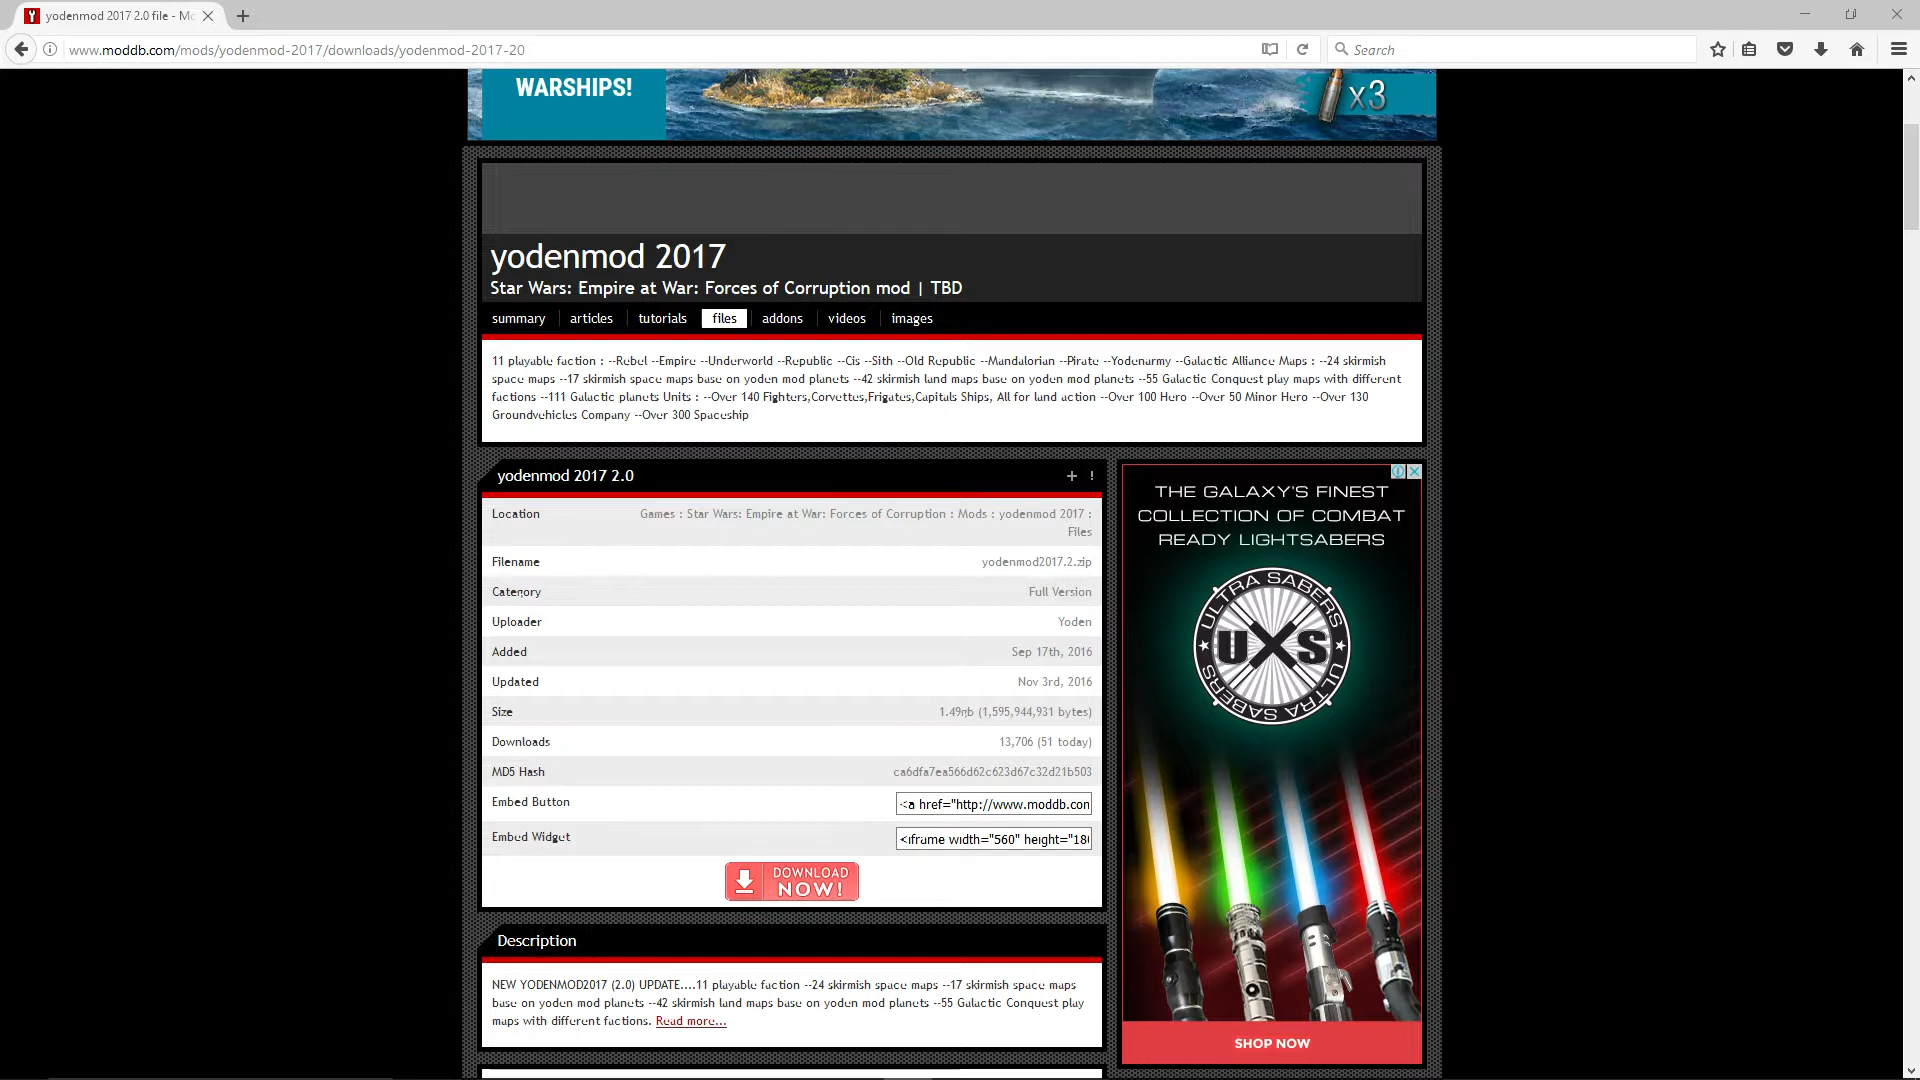 yodenmod 2017 2.0 file - Mo
www.moddb.com/mods/yodenmod-2017/downloads/yodenmod-2017-20
Search
WARSHIPS!
x3
yodenmod 2017
Star Wars: Empire at War: Forces of Corruption mod | TBD
summary articles tutorials files addons videos images
11 playable faction : --Rebel --Empire --Underworld --Republic --Cis --Sith --Old Republic --Mandalorian --Pirate --Yodenarmy --Galactic Alliance Maps : --24 skirmish
space maps --17 skirmish space maps base on yoden mod planets --42 skirmish land maps base on yoden mod planets --55 Galactic Conquest play maps with different
factions --111 Galactic planets Units : --Over 140 Fighters,Corvettes,Frigates,Capitals Ships, All for land action --Over 100 Hero --Over 50 Minor Hero --Over 130
Groundvehicles Company --Over 300 Spaceship
yodenmod 2017 2.0 + !
Location Games : Star Wars: Empire at War: Forces of Corruption : Mods : yodenmod 2017 :
Files
Filename yodenmod2017.2.zip
Category Full Version
Uploader Yoden
Added Sep 17th, 2016
Updated Nov 3rd, 2016
Size 1.49gb (1,595,944,931 bytes)
Downloads 13,706 (51 today)
MD5 Hash ca6dfa7ea566d62c623d67c32d21b503
Embed Button <a href="http://www.moddb.con
Embed Widget <iframe width="560" height="18
DOWNLOAD
NOW!
Description
NEW YODENMOD2017 (2.0) UPDATE....11 playable faction --24 skirmish space maps --17 skirmish space maps
base on yoden mod planets --42 skirmish land maps base on yoden mod planets --55 Galactic Conquest play
maps with different factions. Read more...
THE GALAXY'S FINEST
COLLECTION OF COMBAT
READY LIGHTSABERS
ULTRA SABERS
UXS
ULTRA SABERS
SHOP NOW